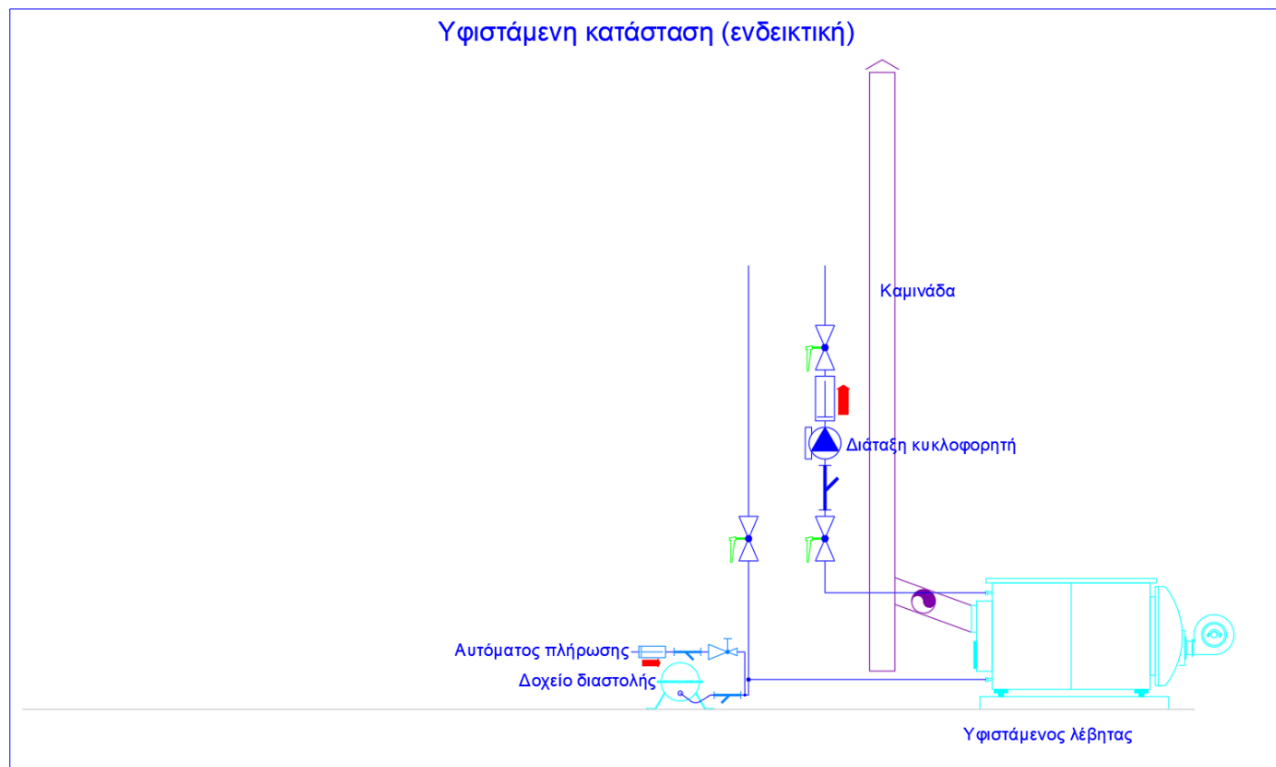 Υφιστάμενη κατάσταση (ενδεικτική)
Καμινάδα
Διάταξη κυκλοφορητή
Αυτόματος πλήρωσης
Δοχείο διαστολής
Υφιστάμενος λέβητας